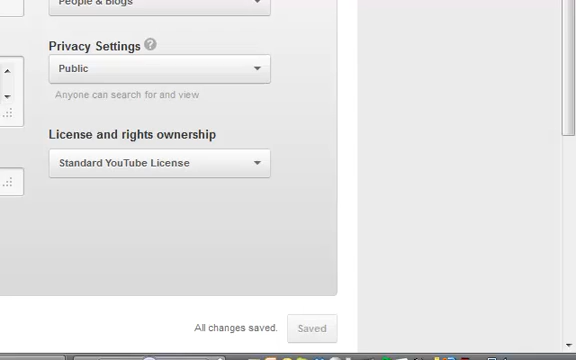 People & Blogs
Privacy Settings ?
Public
Anyone can search for and view
License and rights ownership
Standard YouTube License
All changes saved. Saved